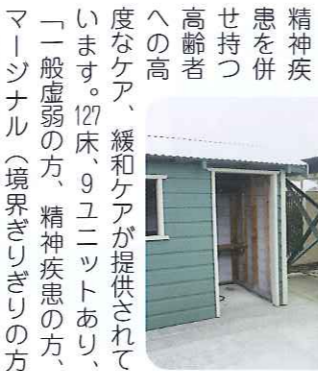 精神疾
患を併
せ持つ
高齢者
への高
度なケア、緩和ケアが提供されて
います。127床、9ユニットあり、
「一般虚弱の方、精神疾患の方、
マージナル（境界ぎりぎりの方